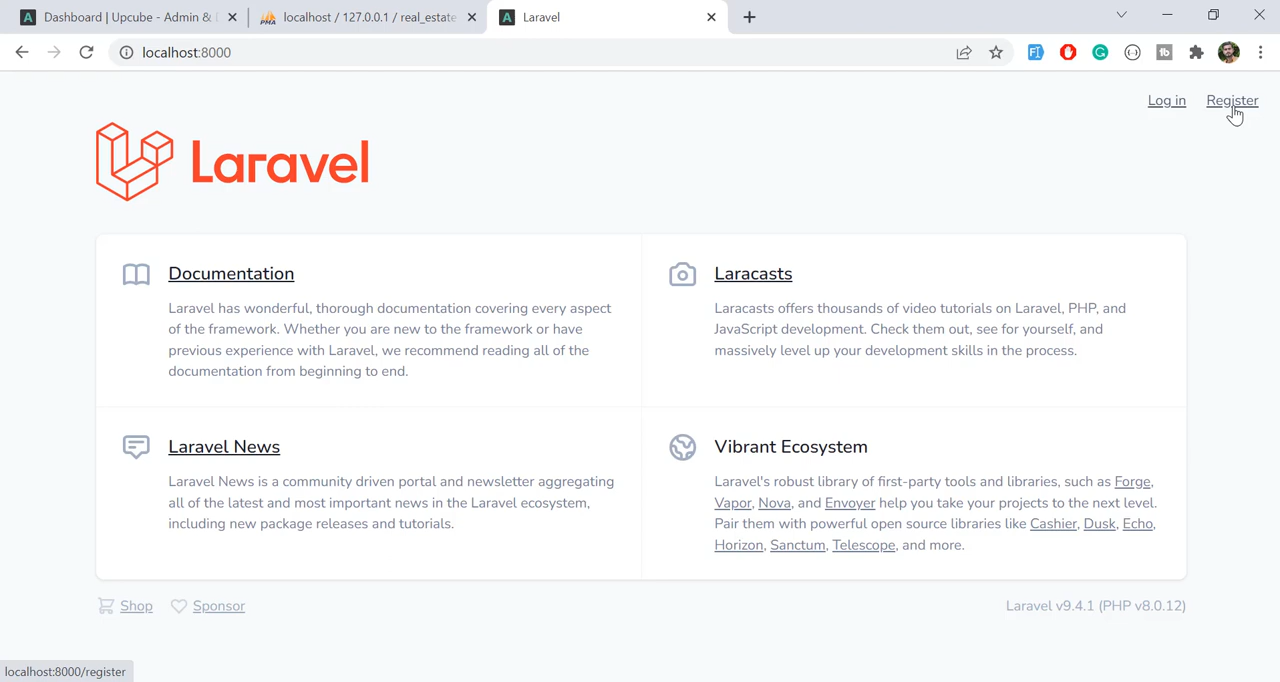 Dashboard | Upcube - Admin &
localhost / 127.0.0.1 / real_estate
Laravel
localhost:8000
Log in
Register
Laravel
Documentation
Laravel has wonderful, thorough documentation covering every aspect
of the framework. Whether you are new to the framework or have
previous experience with Laravel, we recommend reading all of the
documentation from beginning to end.
Laracasts
Laracasts offers thousands of video tutorials on Laravel, PHP, and
JavaScript development. Check them out, see for yourself, and
massively level up your development skills in the process.
Laravel News
Laravel News is a community driven portal and newsletter aggregating
all of the latest and most important news in the Laravel ecosystem,
including new package releases and tutorials.
Vibrant Ecosystem
Laravel's robust library of first-party tools and libraries, such as Forge,
Vapor, Nova, and Envoyer help you take your projects to the next level.
Pair them with powerful open source libraries like Cashier, Dusk, Echo,
Horizon, Sanctum, Telescope, and more.
Shop
Sponsor
Laravel v9.4.1 (PHP v8.0.12)
localhost:8000/register